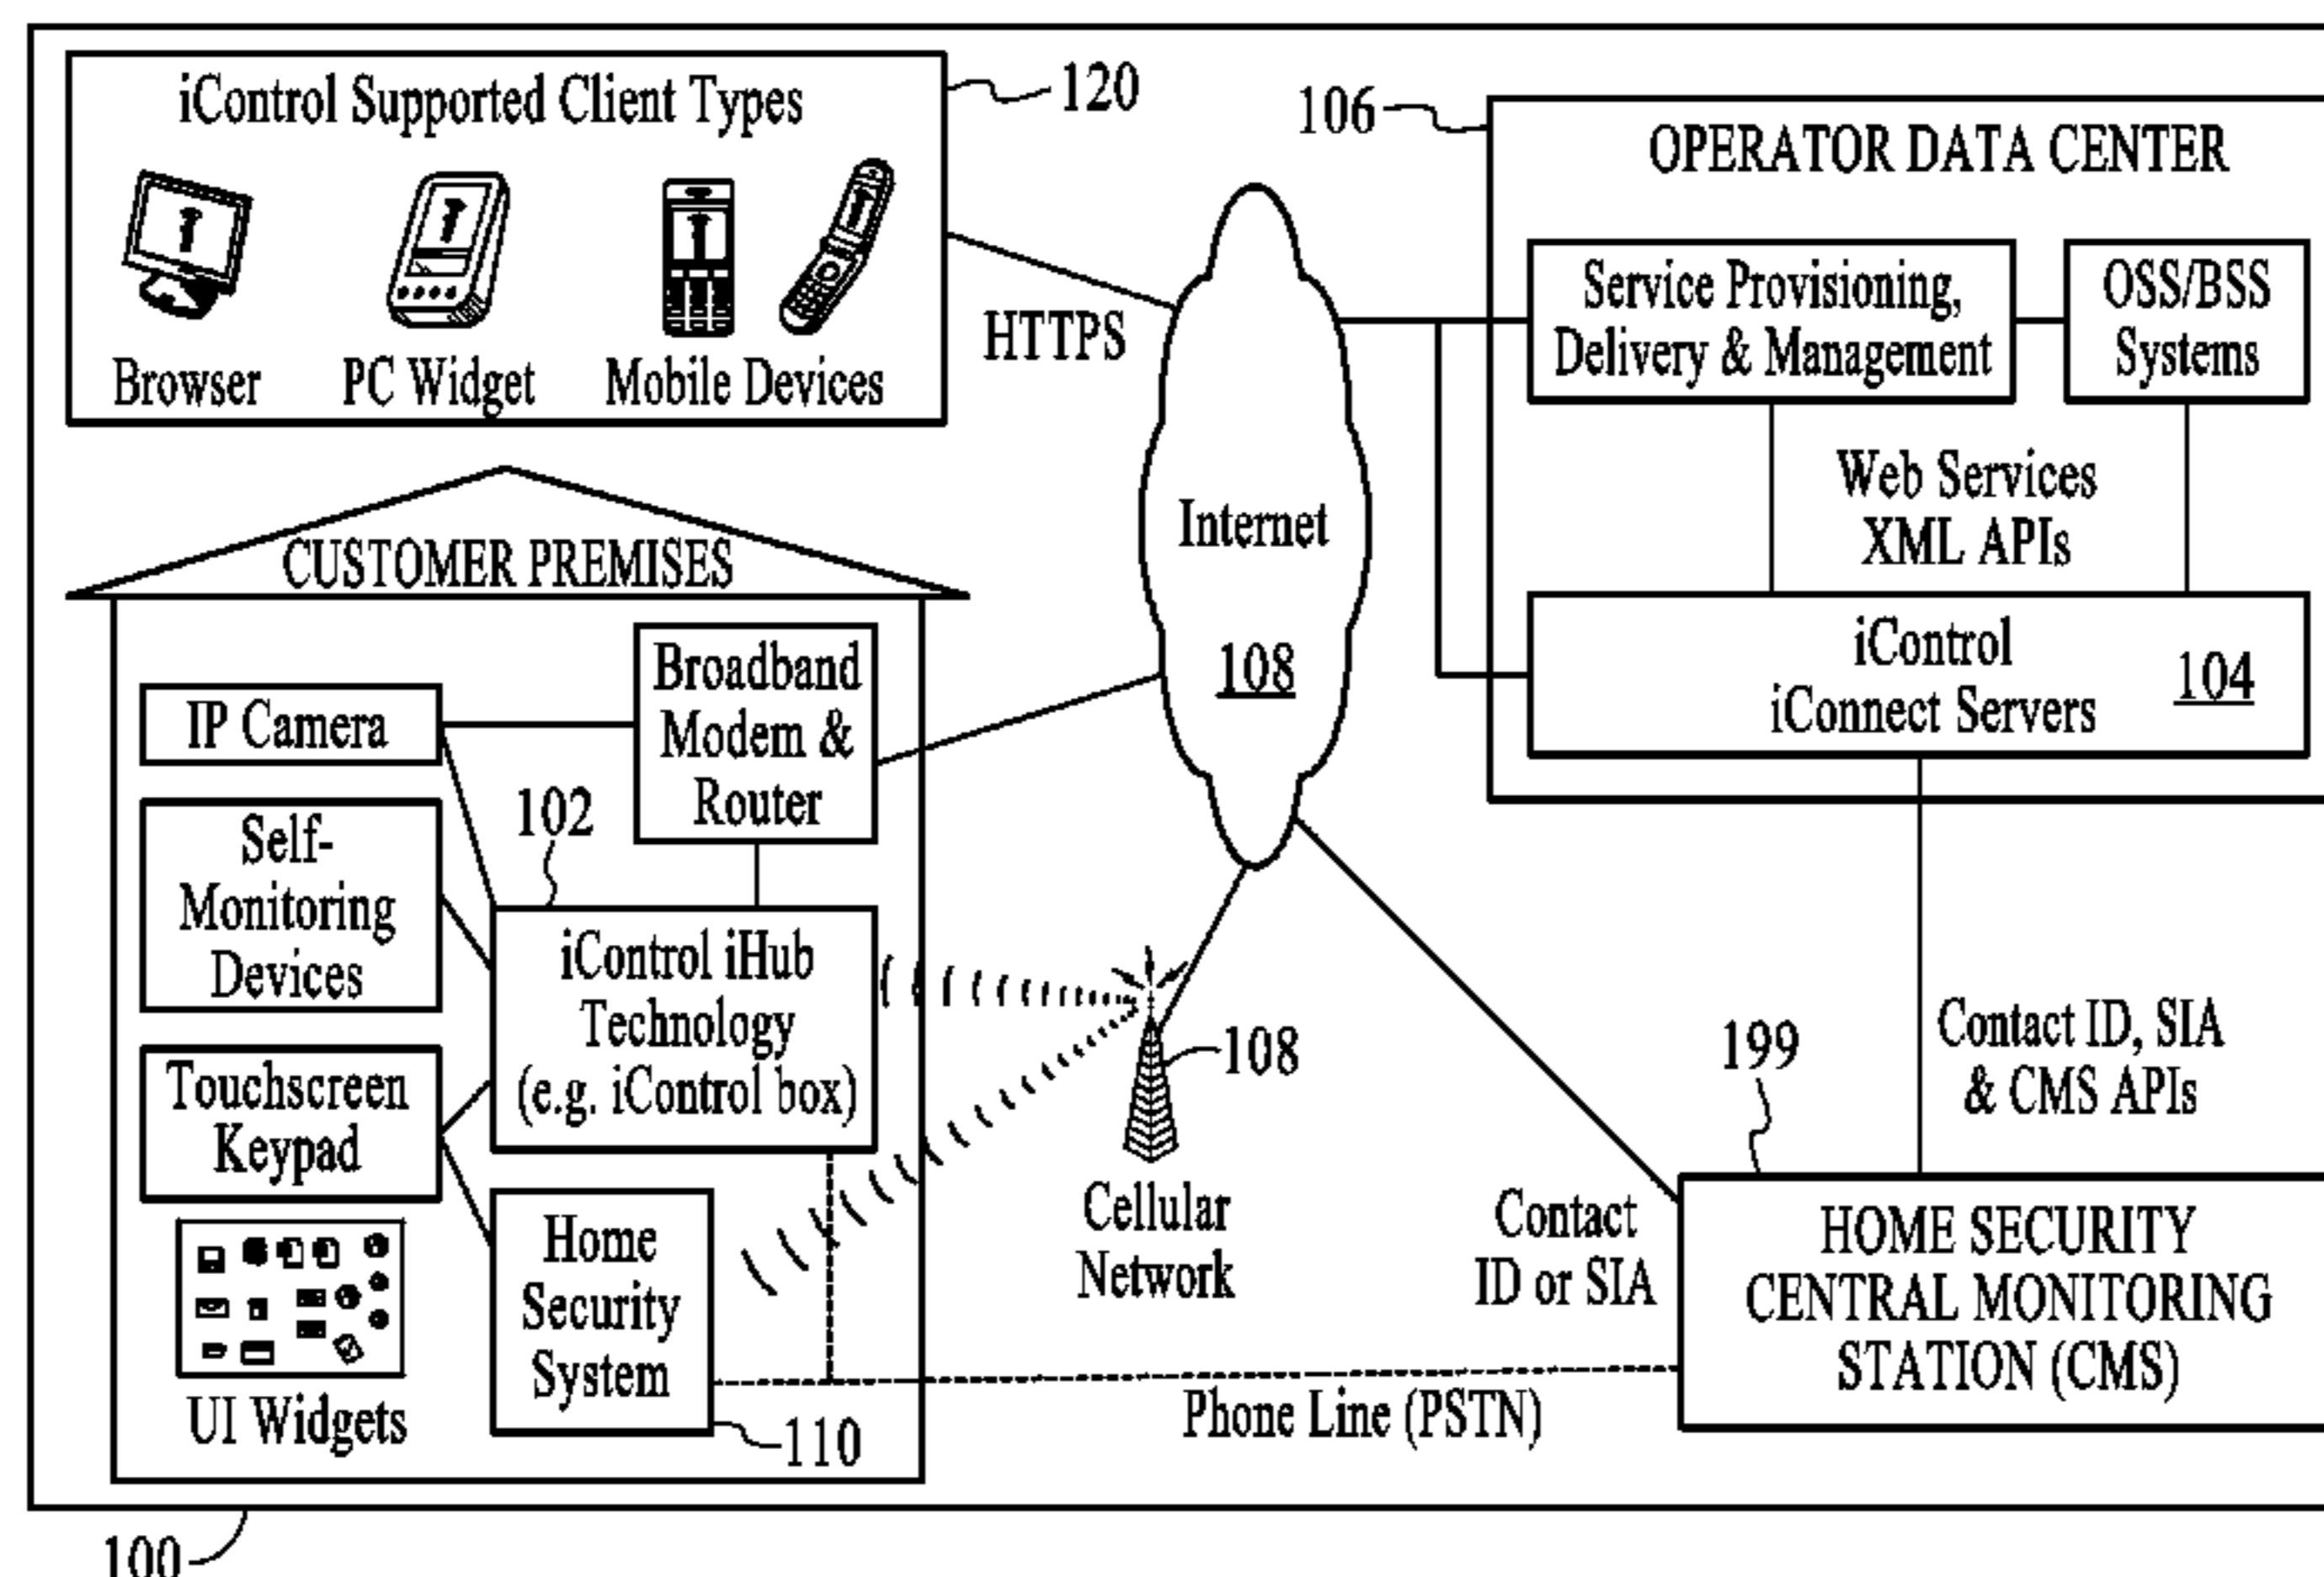 iControl Supported Client Types
120
Browser
PC Widget
Mobile Devices
HTTPS
106
OPERATOR DATA CENTER
Service Provisioning,
Delivery & Management
OSS/BSS
Systems
Web Services
XML APIs
iControl
iConnect Servers
104
Internet
108
CUSTOMER PREMISES
IP Camera
Broadband
Modem &
Router
Self-
Monitoring
Devices
102
iControl iHub
Technology
(e.g. iControl box)
Touchscreen
Keypad
UI Widgets
Home
Security
System
110
108
Cellular
Network
Contact ID, SIA
& CMS APIs
199
Contact
ID or SIA
HOME SECURITY
CENTRAL MONITORING
STATION (CMS)
Phone Line (PSTN)
100